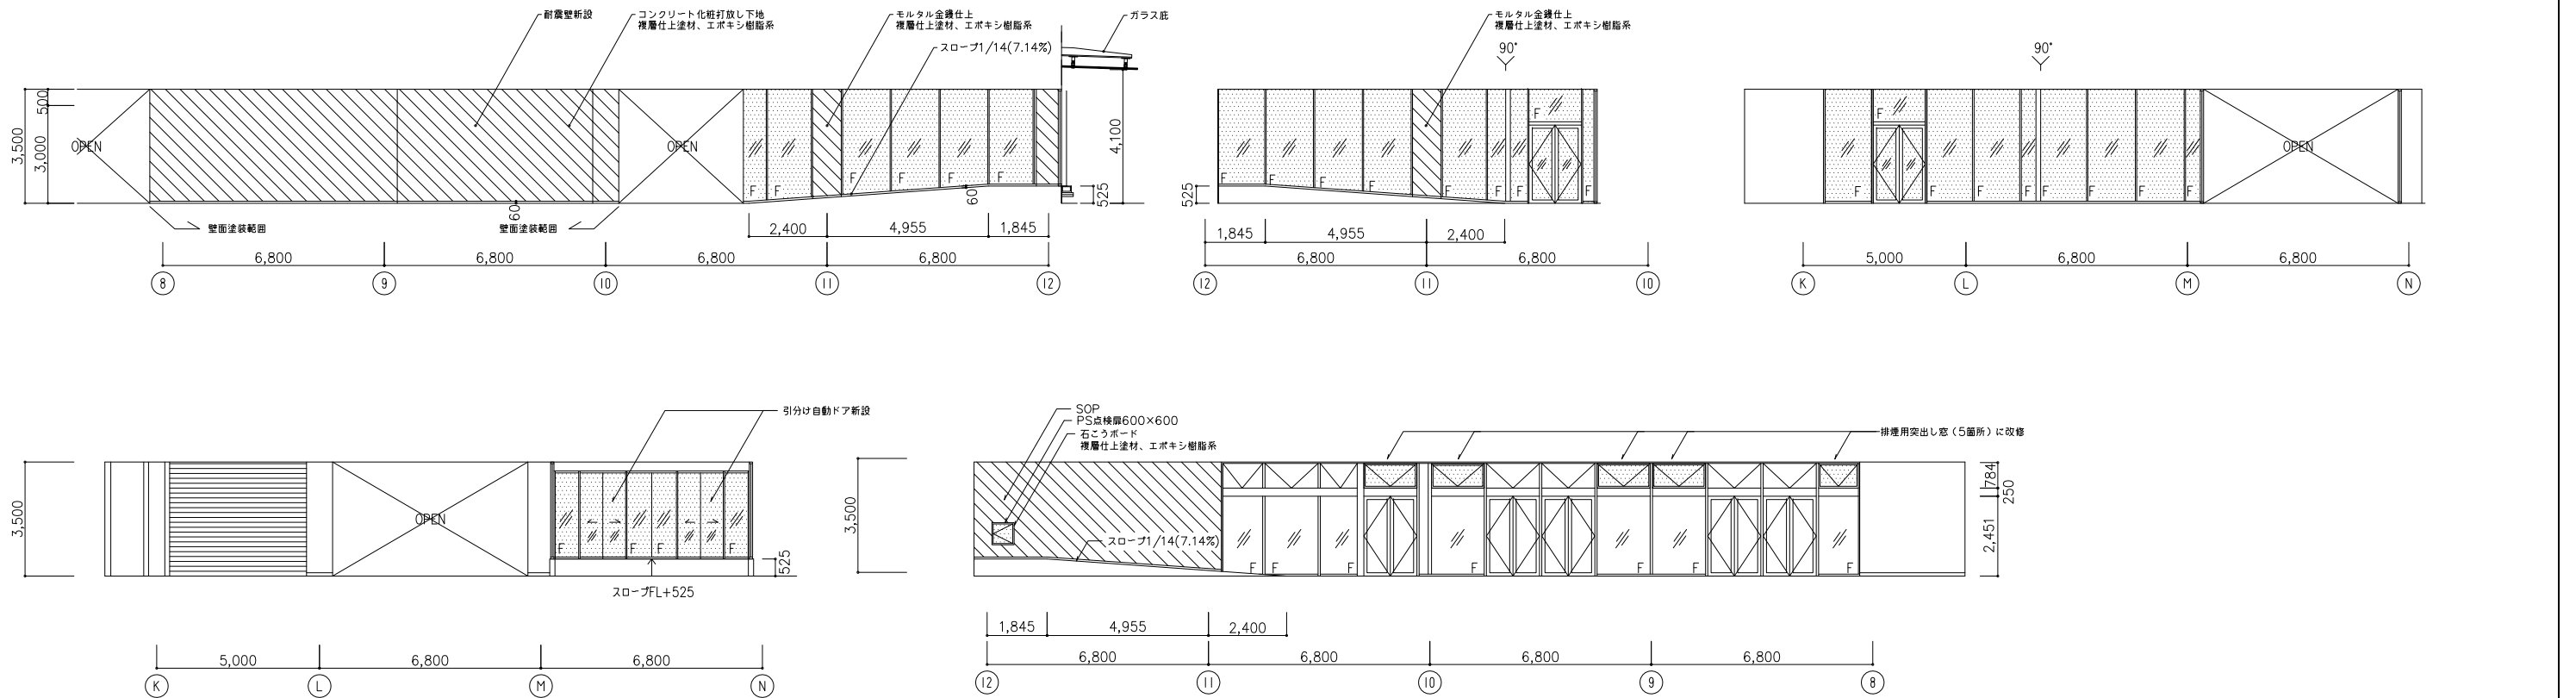 耐震壁新設
コンクリート化粧打放し下地
複層仕上塗材、エポキシ樹脂系
モルタル金鏝仕上
複層仕上塗材、エポキシ樹脂系
スロープ1/14(7.14%)
ガラス庇
3,500
500
3,000
OPEN
OPEN
F
F
F
F
F
F
60
60
4,100
525
壁面塗装範囲
壁面塗装範囲
2,400
4,955
1,845
6,800
6,800
6,800
6,800
8
9
10
11
12
モルタル金鏝仕上
複層仕上塗材、エポキシ樹脂系
90°
F
F
F
F
F
F
F
F
F
525
1,845
4,955
2,400
6,800
6,800
12
11
10
90°
F
F
F
F
F
F
F
F
F
OPEN
5,000
6,800
6,800
K
L
M
N
引分け自動ドア新設
3,500
OPEN
F
F
F
F
525
スロープFL+525
5,000
6,800
6,800
K
L
M
N
SOP
PS点検扉600×600
石こうボード
複層仕上塗材、エポキシ樹脂系
スロープ1/14(7.14%)
排煙用突出し窓（5箇所）に改修
3,500
F
F
F
F
F
F
F
784
250
2,451
1,845
4,955
2,400
6,800
6,800
6,800
6,800
12
11
10
9
8